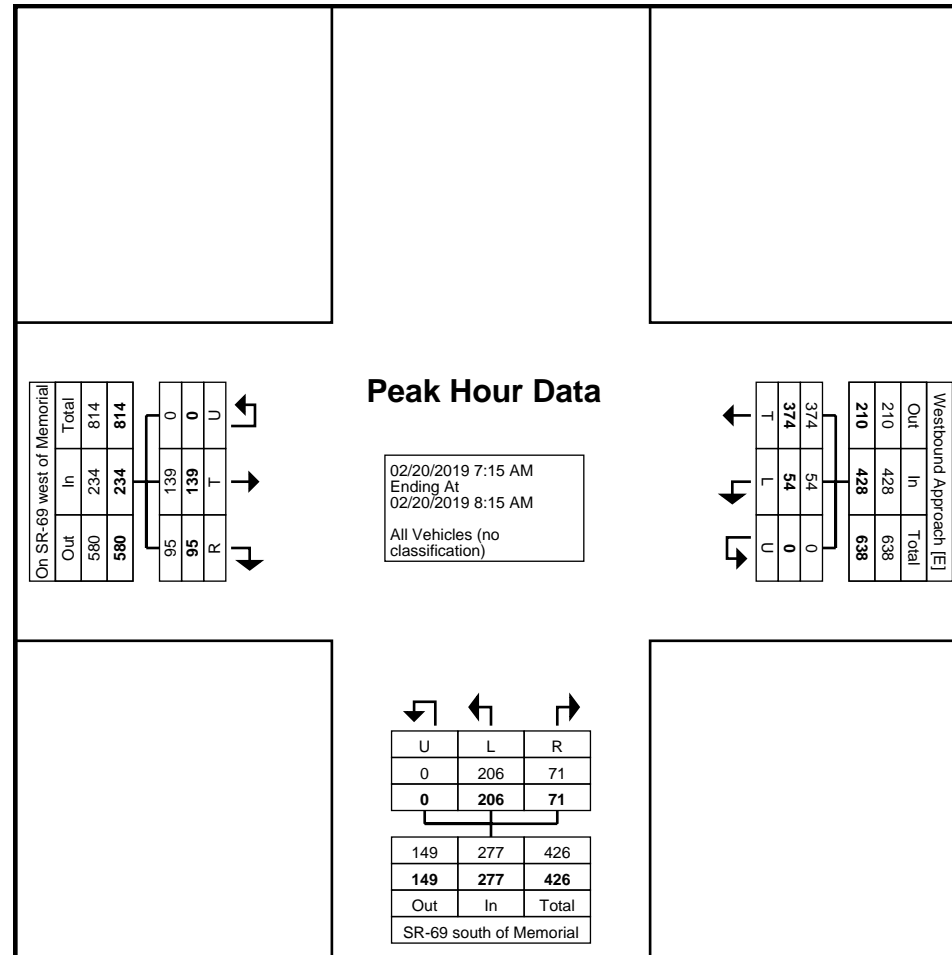 Peak Hour Data
02/20/2019 7:15 AM
Ending At
02/20/2019 8:15 AM
All Vehicles (no
classification)
On SR-69 west of Memorial
Total In Out
814 234 580
814 234 580
0 139 95
0 139 95
U T R
Westbound Approach [E]
Out In Total
210 428 638
210 428 638
374 54 0
374 54 0
T L U
U L R
0 206 71
0 206 71
149 277 426
149 277 426
Out In Total
SR-69 south of Memorial